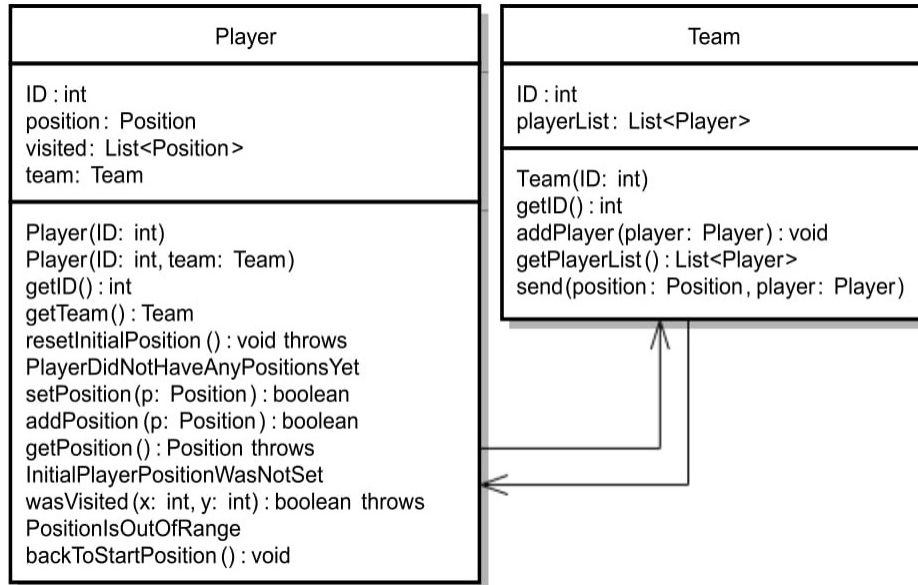 Player
ID : int
position: Position
visited: List<Position>
team: Team
Player(ID: int)
Player(ID: int, team: Team)
getID() : int
getTeam() : Team
resetInitialPosition() : void throws
PlayerDidNotHaveAnyPositionsYet
setPosition(p: Position) : boolean
addPosition(p: Position) : boolean
getPosition() : Position throws
InitialPlayerPositionWasNotSet
wasVisited(x: int, y: int) : boolean throws
PositionIsOutOfRange
backToStartPosition() : void
Team
ID : int
playerList: List<Player>
Team(ID: int)
getID() : int
addPlayer(player: Player) : void
getPlayerList() : List<Player>
send(position: Position, player: Player)